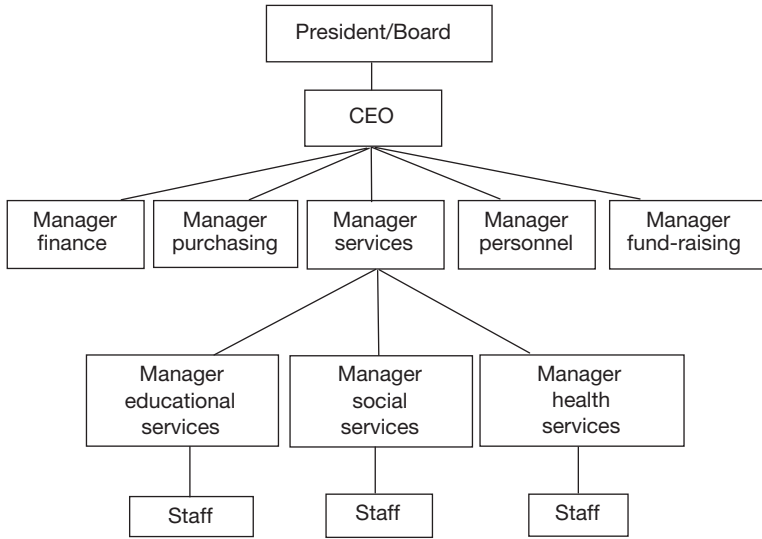 President/Board
CEO
Manager
finance
Manager
purchasing
Manager
services
Manager
personnel
Manager
fund-raising
Manager
educational
services
Manager
social
services
Manager
health
services
Staff
Staff
Staff